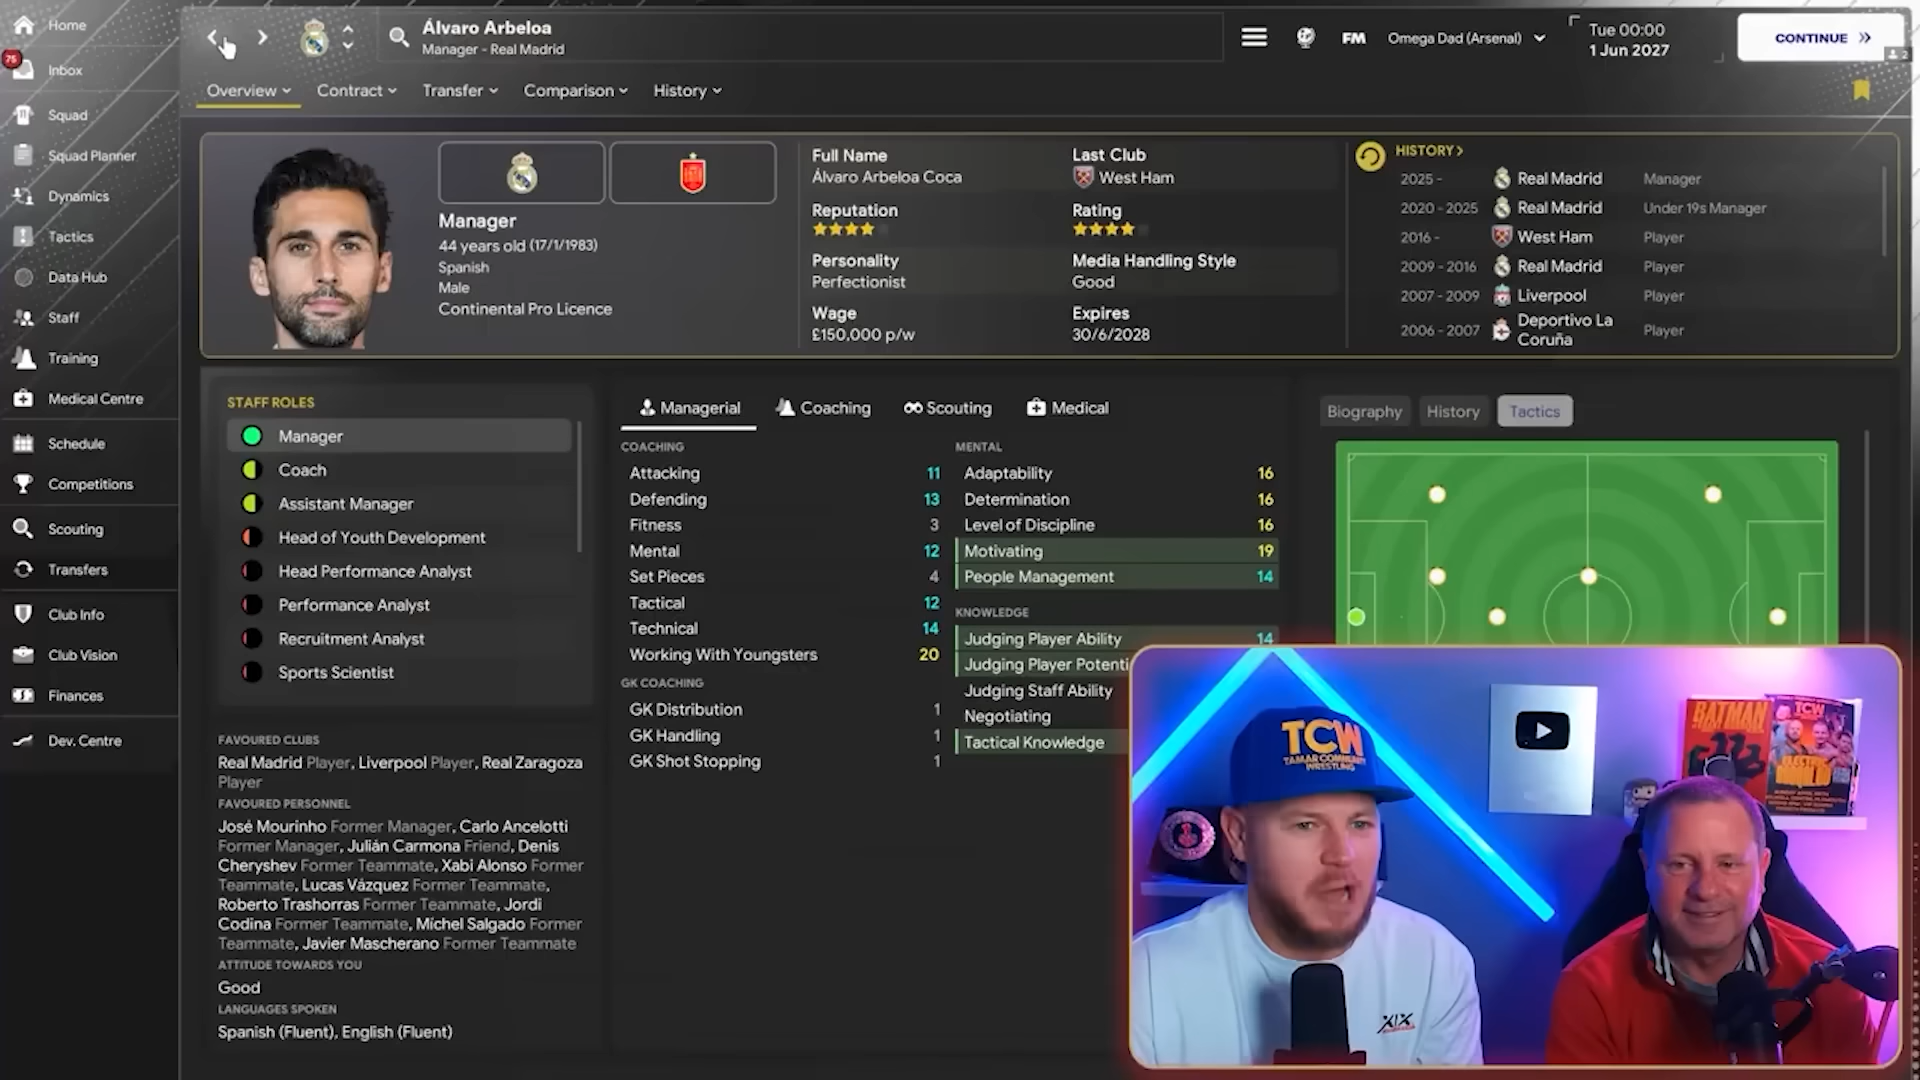 Home
75
Inbox
Squad
Squad Planner
Dynamics
Tactics
Data Hub
Staff
Training
Medical Centre
Schedule
Competitions
Scouting
Transfers
Club Info
Club Vision
Finances
Dev. Centre
Álvaro Arbeloa
Manager - Real Madrid
FM
Omega Dad (Arsenal)
Tue 00:00
1 Jun 2027
CONTINUE
2
Overview
Contract
Transfer
Comparison
History
Manager
44 years old (17/1/1983)
Spanish
Male
Continental Pro Licence
Full Name
Álvaro Arbeloa Coca
Reputation
Personality
Perfectionist
Wage
£150,000 p/w
Last Club
West Ham
Rating
Media Handling Style
Good
Expires
30/6/2028
HISTORY
2025 - Real Madrid Manager
2020 - 2025 Real Madrid Under 19s Manager
2016 - West Ham Player
2009 - 2016 Real Madrid Player
2007 - 2009 Liverpool Player
2006 - 2007 Deportivo La Coruña Player
STAFF ROLES
Manager
Coach
Assistant Manager
Head of Youth Development
Head Performance Analyst
Performance Analyst
Recruitment Analyst
Sports Scientist
FAVOURED CLUBS
Real Madrid Player, Liverpool Player, Real Zaragoza
Player
FAVOURED PERSONNEL
José Mourinho Former Manager, Carlo Ancelotti
Former Manager, Julián Carmona Friend, Denis
Cheryshev Former Teammate, Xabi Alonso Former
Teammate, Lucas Vázquez Former Teammate,
Roberto Trashorras Former Teammate, Jordi
Codina Former Teammate, Míchel Salgado Former
Teammate, Javier Mascherano Former Teammate
ATTITUDE TOWARDS YOU
Good
LANGUAGES SPOKEN
Spanish (Fluent), English (Fluent)
Managerial
Coaching
Scouting
Medical
COACHING
Attacking 11
Defending 13
Fitness 3
Mental 12
Set Pieces 4
Tactical 12
Technical 14
Working With Youngsters 20
GK COACHING
GK Distribution 1
GK Handling 1
GK Shot Stopping 1
MENTAL
Adaptability 16
Determination 16
Level of Discipline 16
Motivating 19
People Management 14
KNOWLEDGE
Judging Player Ability 14
Judging Player Potenti
Judging Staff Ability
Negotiating
Tactical Knowledge
Biography
History
Tactics
TCW
TAMAR COMMUNITY
WRESTLING
XIX
BATMAN
TCW